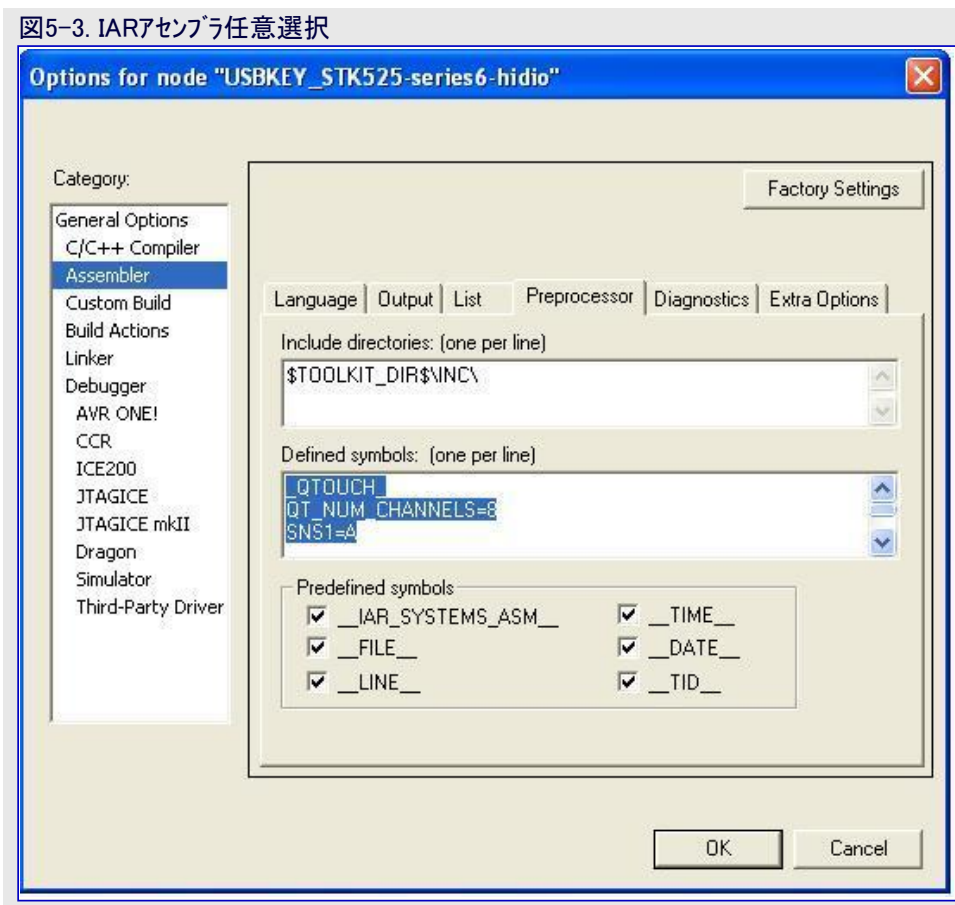 図5-3. IARｱｾﾝﾌﾞﾗ任意選択
Options for node "USBKEY_STK525-series6-hidio"
Category:
General Options
C/C++ Compiler
Assembler
Custom Build
Build Actions
Linker
Debugger
AVR ONE!
CCR
ICE200
JTAGICE
JTAGICE mkII
Dragon
Simulator
Third-Party Driver
Factory Settings
Language Output List Preprocessor Diagnostics Extra Options
Include directories: (one per line)
$TOOLKIT_DIR$\INC\
Defined symbols: (one per line)
_QTOUCH_
QT_NUM_CHANNELS=8
SNS1=A
Predefined symbols
__IAR_SYSTEMS_ASM__ __TIME__
__FILE__ __DATE__
__LINE__ __TID__
OK Cancel